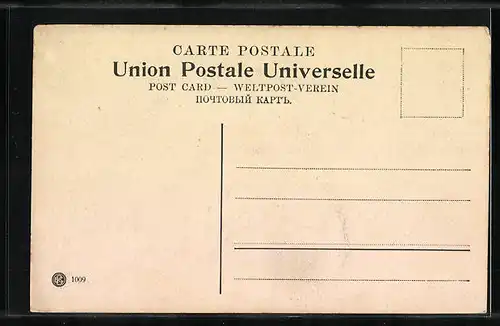 CARTE POSTALE
Union Postale Universelle
POST CARD — WELTPOST-VEREIN
ПОЧТОВЫЙ КАРТЪ.
1009